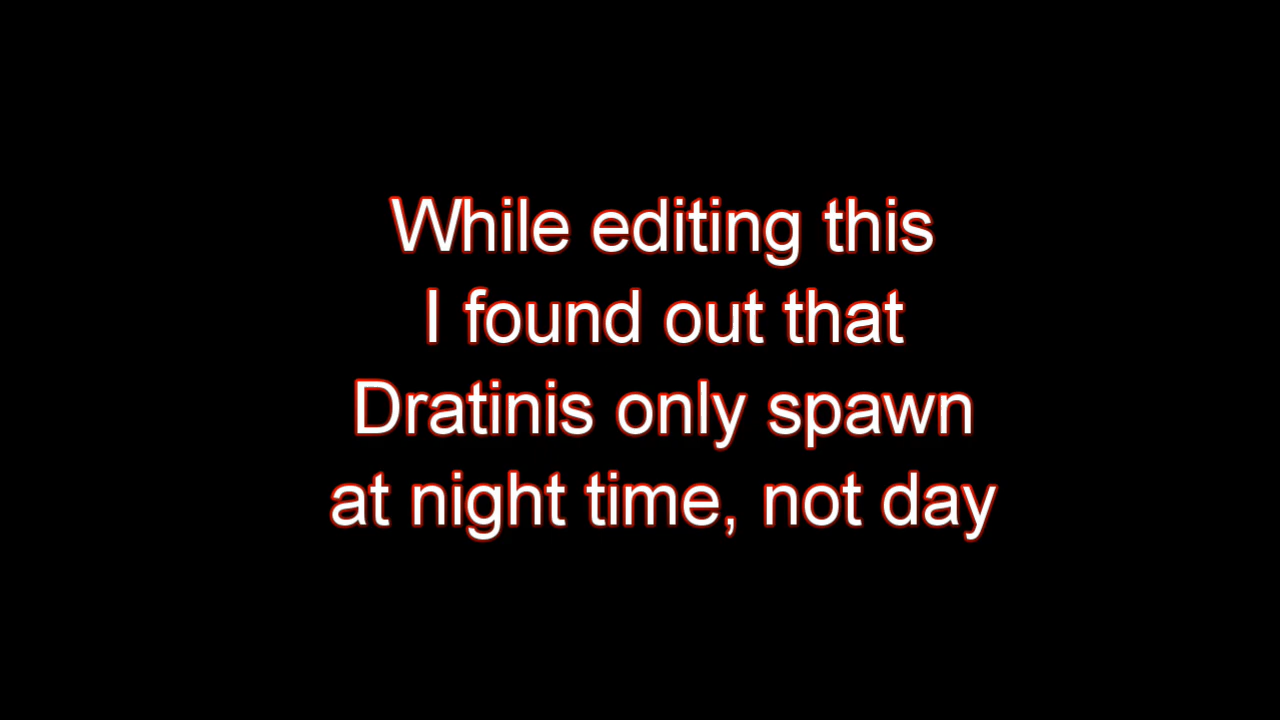 While editing this
I found out that
Dratinis only spawn
at night time, not day